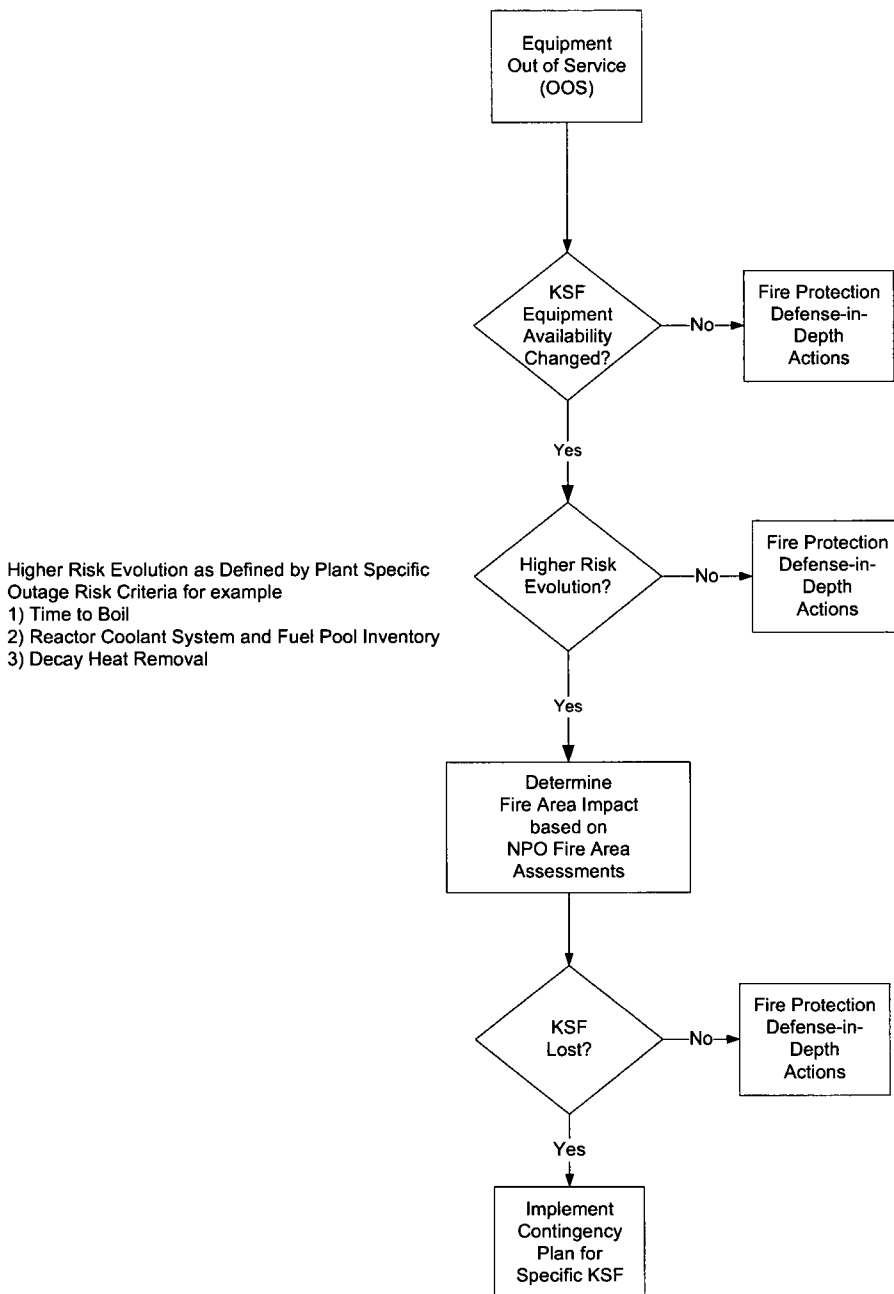 Equipment
Out of Service
(OOS)
KSF
Equipment
Availability
Changed?
No
Fire Protection
Defense-in-
Depth
Actions
Yes
Higher Risk Evolution as Defined by Plant Specific
Outage Risk Criteria for example
1) Time to Boil
2) Reactor Coolant System and Fuel Pool Inventory
3) Decay Heat Removal
Higher Risk
Evolution?
No
Fire Protection
Defense-in-
Depth
Actions
Yes
Determine
Fire Area Impact
based on
NPO Fire Area
Assessments
KSF
Lost?
No
Fire Protection
Defense-in-
Depth
Actions
Yes
Implement
Contingency
Plan for
Specific KSF